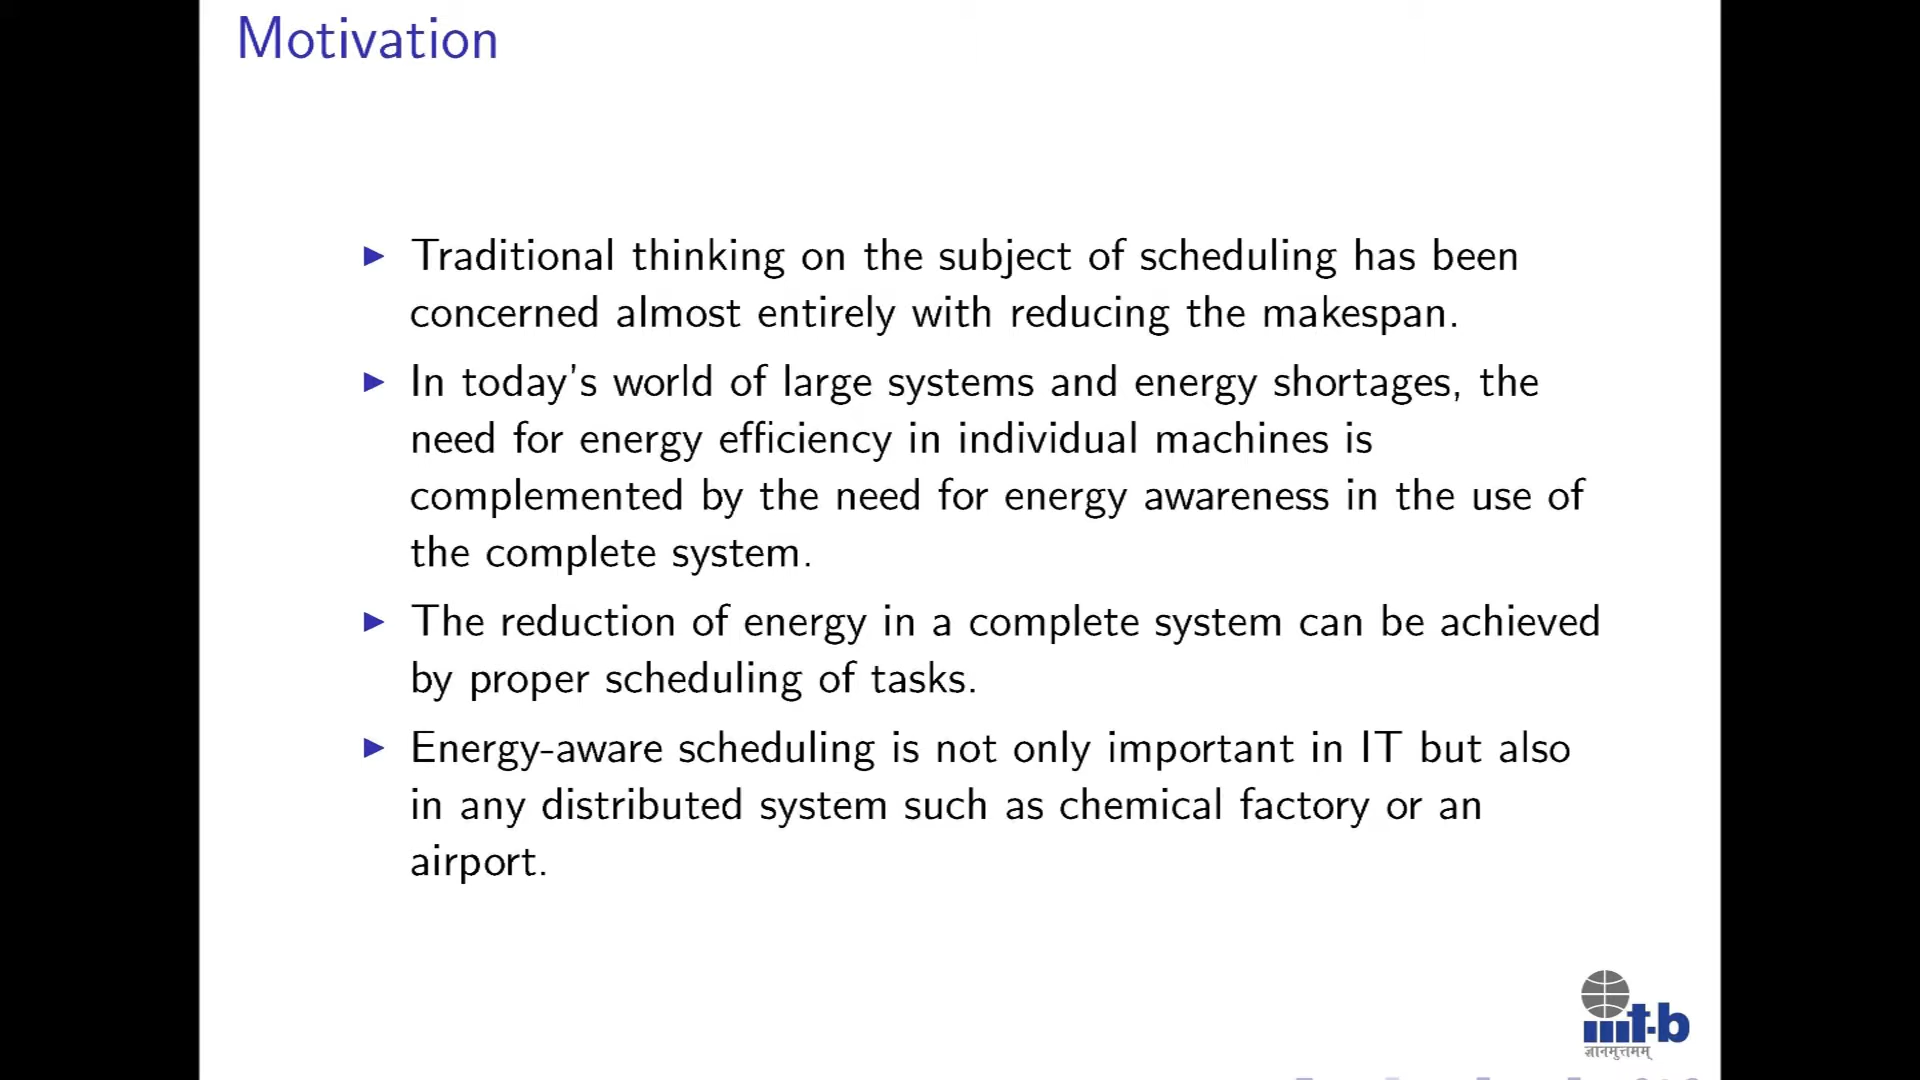 Motivation
Traditional thinking on the subject of scheduling has been
concerned almost entirely with reducing the makespan.
In today's world of large systems and energy shortages, the
need for energy efficiency in individual machines is
complemented by the need for energy awareness in the use of
the complete system.
The reduction of energy in a complete system can be achieved
by proper scheduling of tasks.
Energy-aware scheduling is not only important in IT but also
in any distributed system such as chemical factory or an
airport.
iiit-b
ज्ञानमुत्तमम्